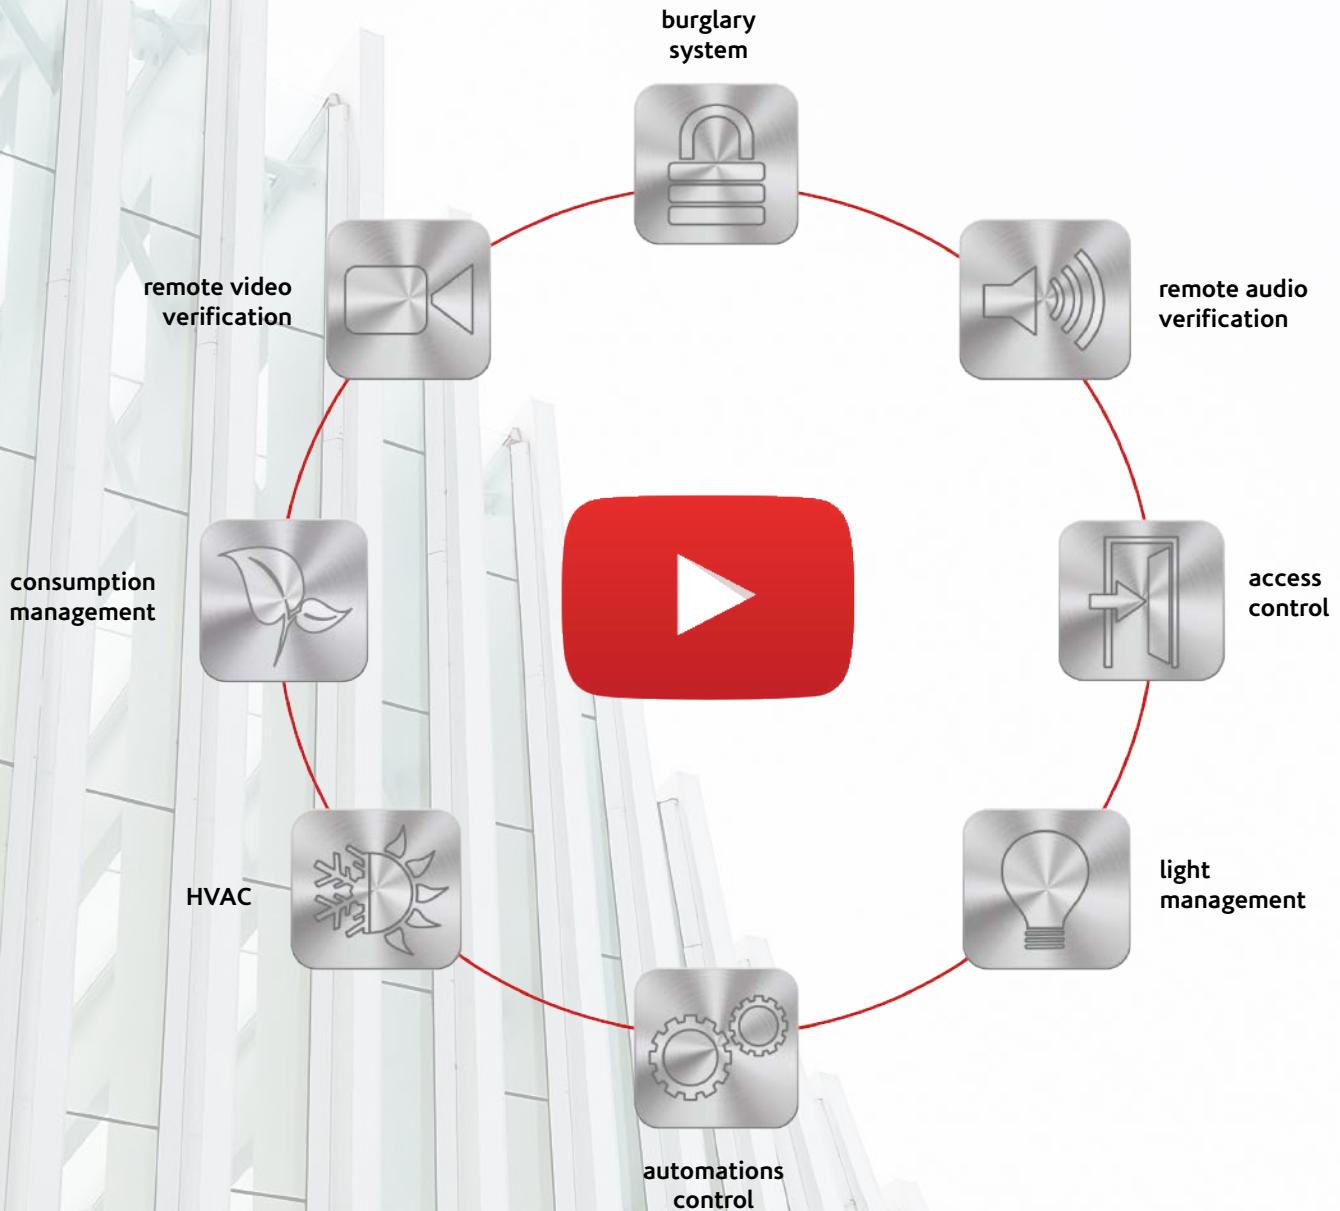 burglary
system
remote video
verification
remote audio
verification
consumption
management
access
control
HVAC
light
management
automations
control